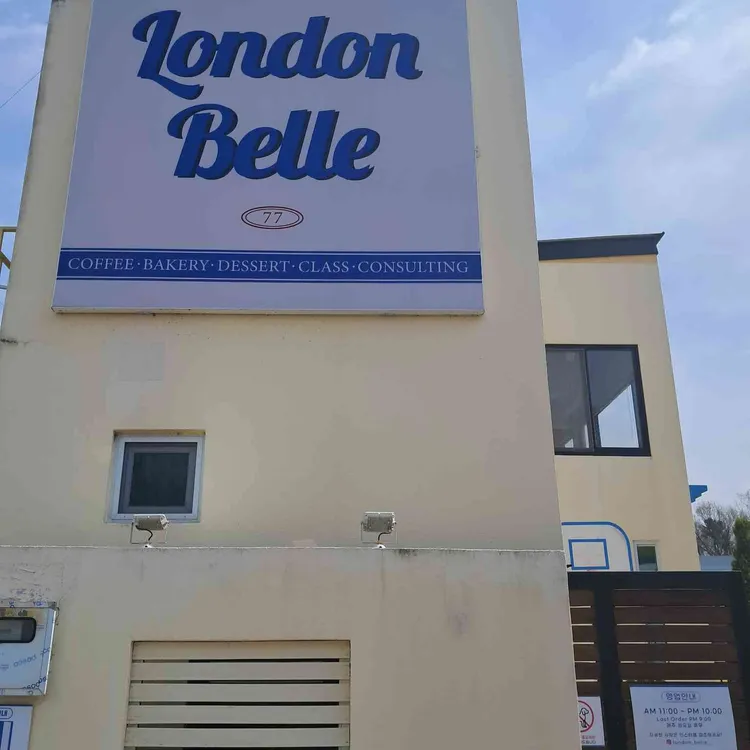 London
Belle
77
COFFEE·BAKERY·DESSERT·CLASS·CONSULTING
영업안내
AM 11:00 ~ PM 10:00
Last Order PM 9:00